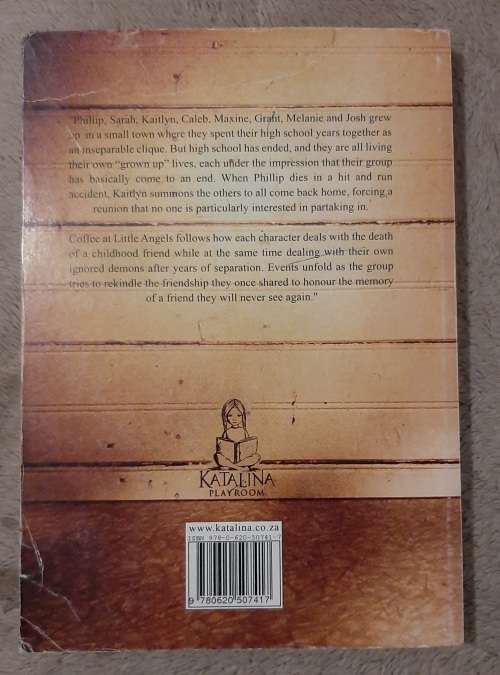 "Phillip, Sarah, Kaitlyn, Caleb, Maxine, Grant, Melanie and Josh grew
up in a small town where they spent their high school years together as
an inseparable clique. But high school has ended, and they are all living
their own "grown up" lives, each under the impression that their group
has basically come to an end. When Phillip dies in a hit and run
accident, Kaitlyn summons the others to all come back home, forcing a
reunion that no one is particularly interested in partaking in.
Coffee at Little Angels follows how each character deals with the death
of a childhood friend while at the same time dealing with their own
ignored demons after years of separation. Events unfold as the group
tries to rekindle the friendship they once shared to honour the memory
of a friend they will never see again."
KATALINA
PLAYROOM
www.katalina.co.za
ISBN 978-0-620-50741-7
9 780620 507417